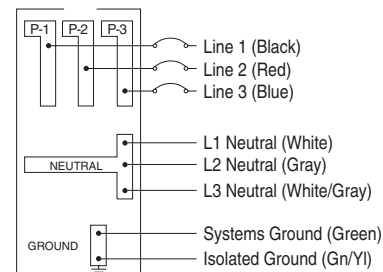 P-1 P-2 P-3
Line 1 (Black)
Line 2 (Red)
Line 3 (Blue)
L1 Neutral (White)
NEUTRAL
L2 Neutral (Gray)
L3 Neutral (White/Gray)
Systems Ground (Green)
GROUND
Isolated Ground (Gn/Yl)